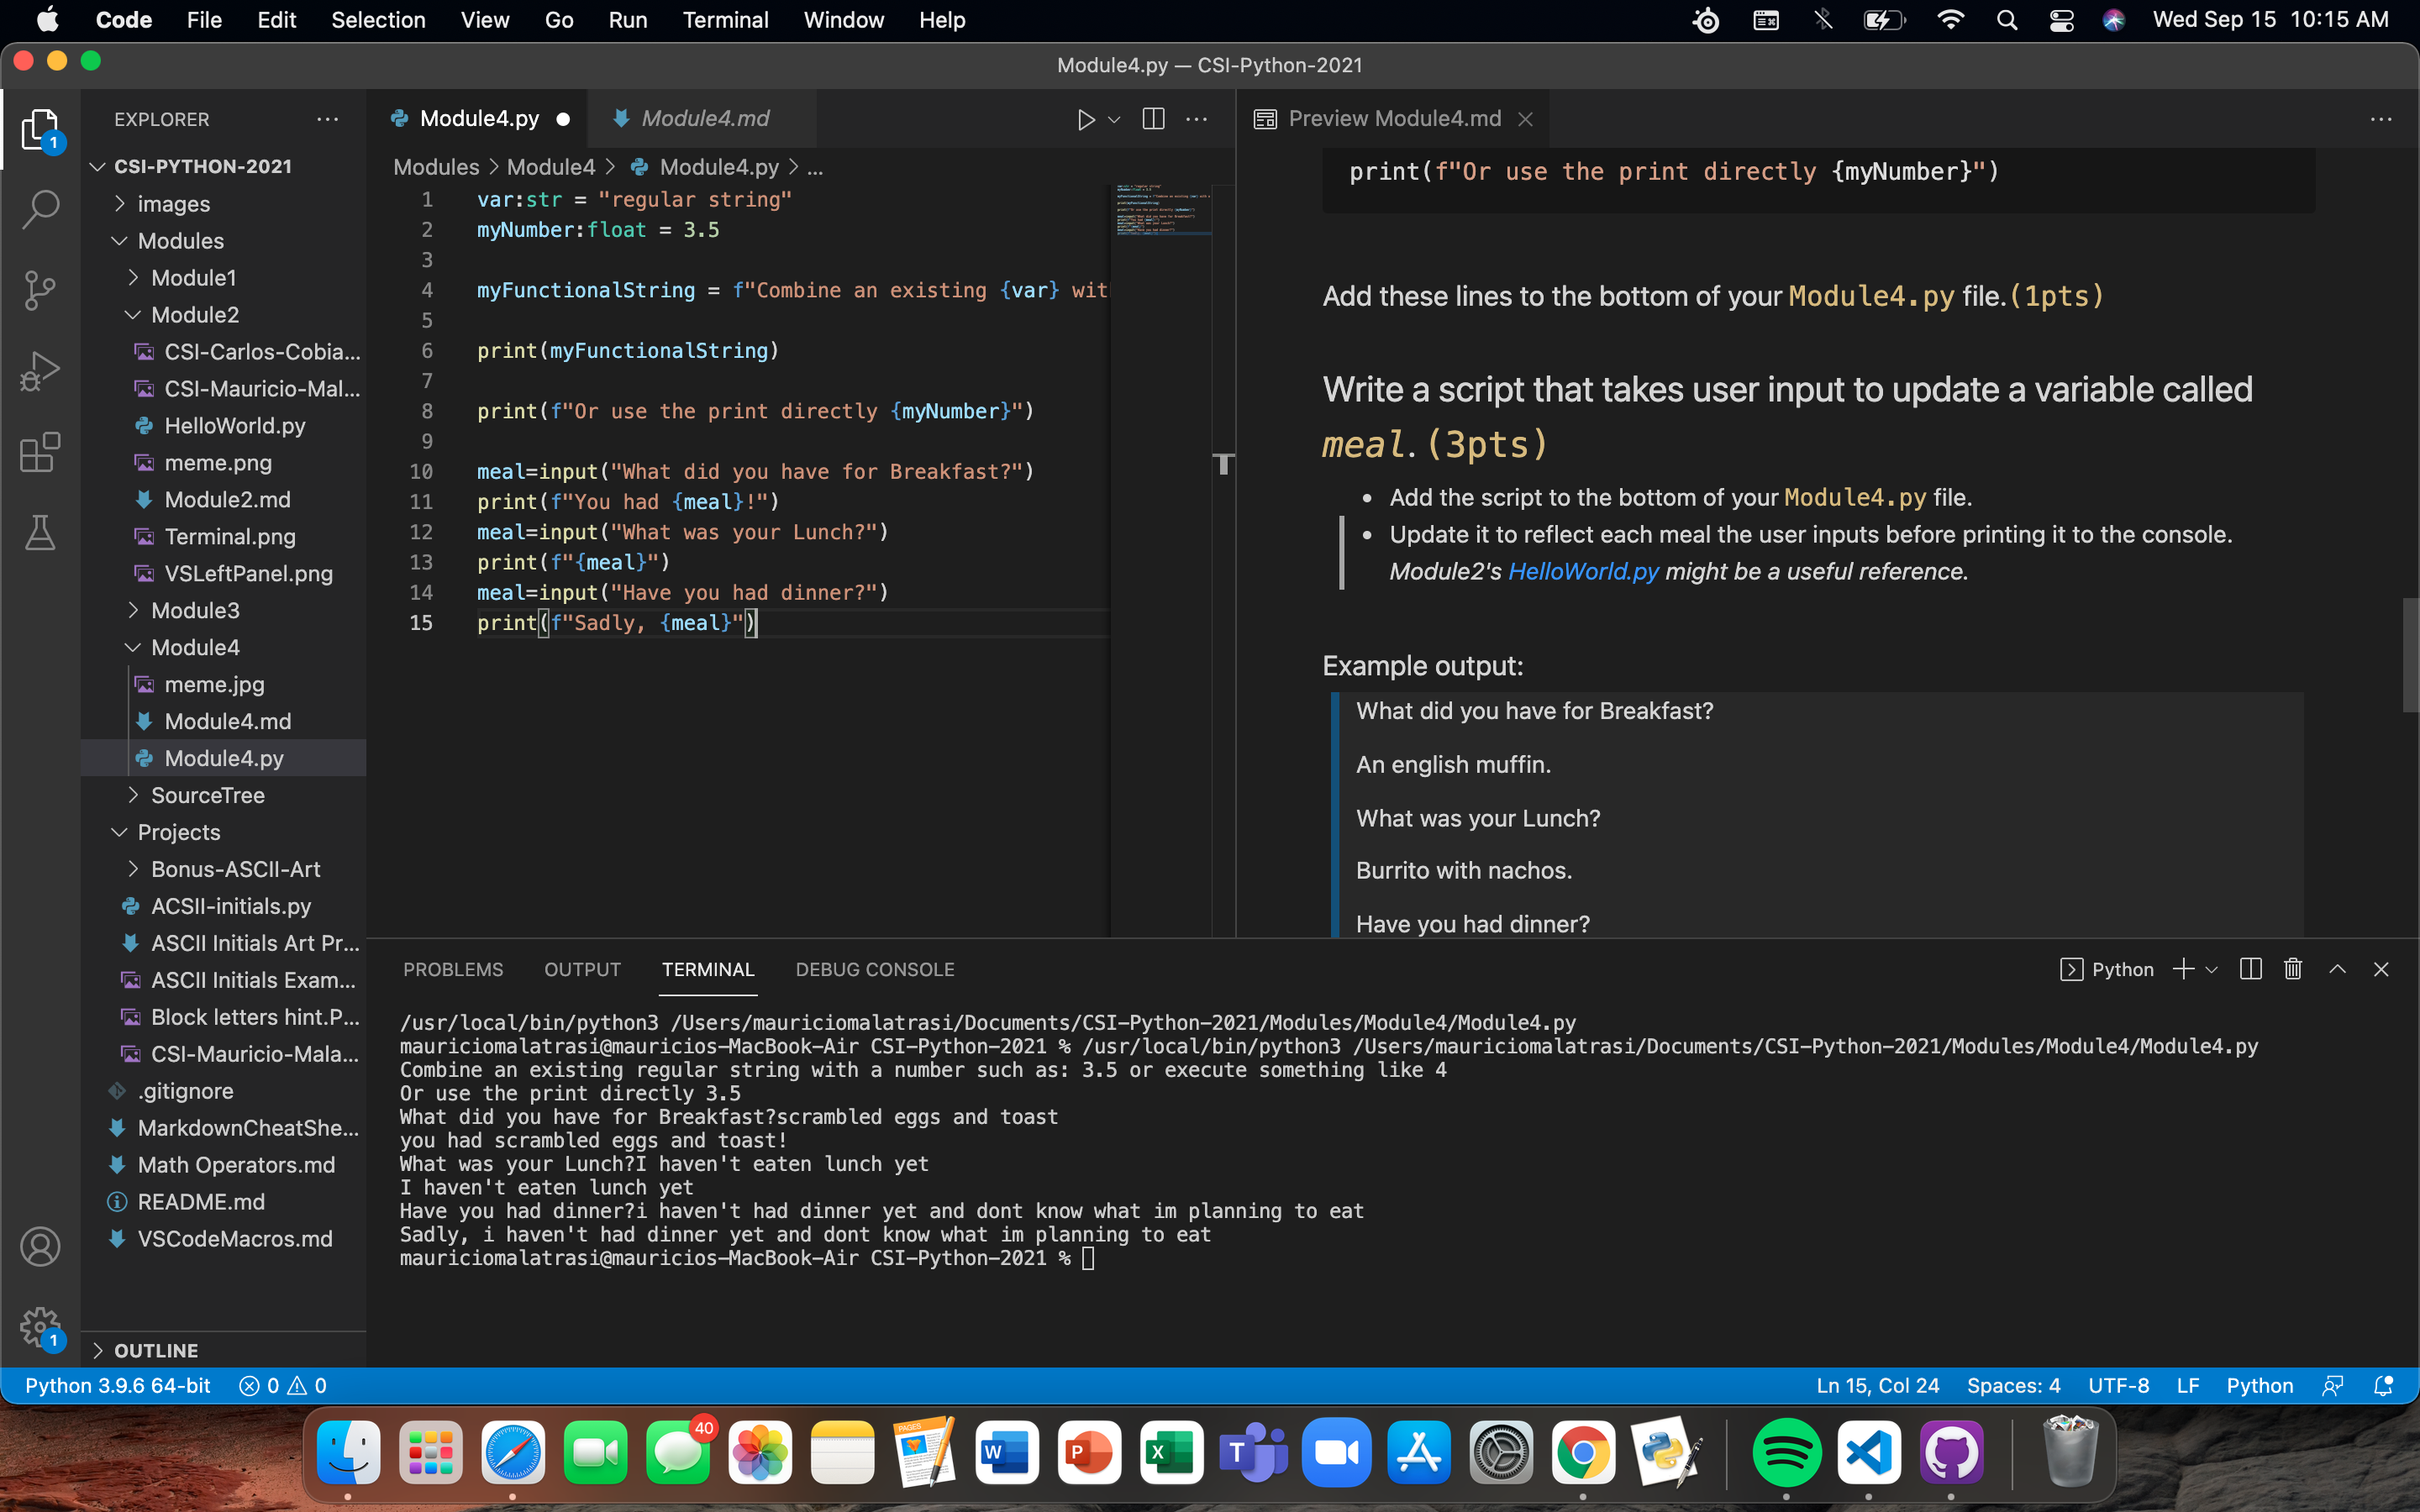 Code File Edit Selection View Go Run Terminal Window Help Wed Sep 15 10:15 AM
Module4.py — CSI-Python-2021
EXPLORER
CSI-PYTHON-2021
images
Modules
Module1
Module2
CSI-Carlos-Cobia...
CSI-Mauricio-Mal...
HelloWorld.py
meme.png
Module2.md
Terminal.png
VSLeftPanel.png
Module3
Module4
meme.jpg
Module4.md
Module4.py
SourceTree
Projects
Bonus-ASCII-Art
ACSII-initials.py
ASCII Initials Art Pr...
ASCII Initials Exam...
Block letters hint.P...
CSI-Mauricio-Mala...
.gitignore
MarkdownCheatShe...
Math Operators.md
README.md
VSCodeMacros.md
OUTLINE
1
1
Module4.py Module4.md
Modules > Module4 > Module4.py > ...
1 var:str = "regular string"
2 myNumber:float = 3.5
3
4 myFunctionalString = f"Combine an existing {var} wit
5
6 print(myFunctionalString)
7
8 print(f"Or use the print directly {myNumber}")
9
10 meal=input("What did you have for Breakfast?")
11 print(f"You had {meal}!")
12 meal=input("What was your Lunch?")
13 print(f"{meal}")
14 meal=input("Have you had dinner?")
15 print(f"Sadly, {meal}")
Preview Module4.md
print(f"Or use the print directly {myNumber}")
Add these lines to the bottom of your Module4.py file.(1pts)
Write a script that takes user input to update a variable called
meal. (3pts)
• Add the script to the bottom of your Module4.py file.
• Update it to reflect each meal the user inputs before printing it to the console.
Module2's HelloWorld.py might be a useful reference.
Example output:
What did you have for Breakfast?
An english muffin.
What was your Lunch?
Burrito with nachos.
Have you had dinner?
PROBLEMS OUTPUT TERMINAL DEBUG CONSOLE Python
/usr/local/bin/python3 /Users/mauriciomalatrasi/Documents/CSI-Python-2021/Modules/Module4/Module4.py
mauriciomalatrasi@mauricios-MacBook-Air CSI-Python-2021 % /usr/local/bin/python3 /Users/mauriciomalatrasi/Documents/CSI-Python-2021/Modules/Module4/Module4.py
Combine an existing regular string with a number such as: 3.5 or execute something like 4
Or use the print directly 3.5
What did you have for Breakfast?scrambled eggs and toast
you had scrambled eggs and toast!
What was your Lunch?I haven't eaten lunch yet
I haven't eaten lunch yet
Have you had dinner?i haven't had dinner yet and dont know what im planning to eat
Sadly, i haven't had dinner yet and dont know what im planning to eat
mauriciomalatrasi@mauricios-MacBook-Air CSI-Python-2021 %
Python 3.9.6 64-bit 0 0 Ln 15, Col 24 Spaces: 4 UTF-8 LF Python
40
PAGES
W P X T